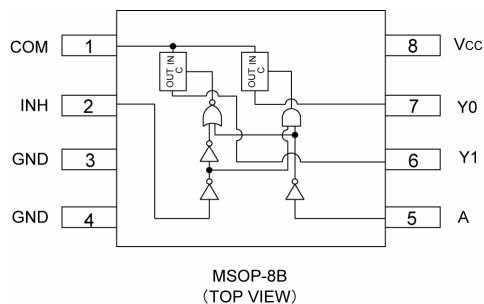 COM 1
INH 2
GND 3
GND 4
8 Vcc
7 Y0
6 Y1
5 A
OUT IN
C
OUT IN
C
MSOP-8B
(TOP VIEW)